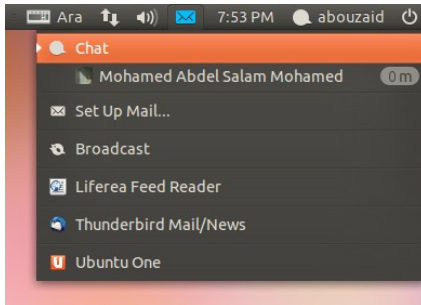 Ara 7:53 PM abouzaid
Chat
Mohamed Abdel Salam Mohamed 0 m
Set Up Mail...
Broadcast
Liferea Feed Reader
Thunderbird Mail/News
Ubuntu One